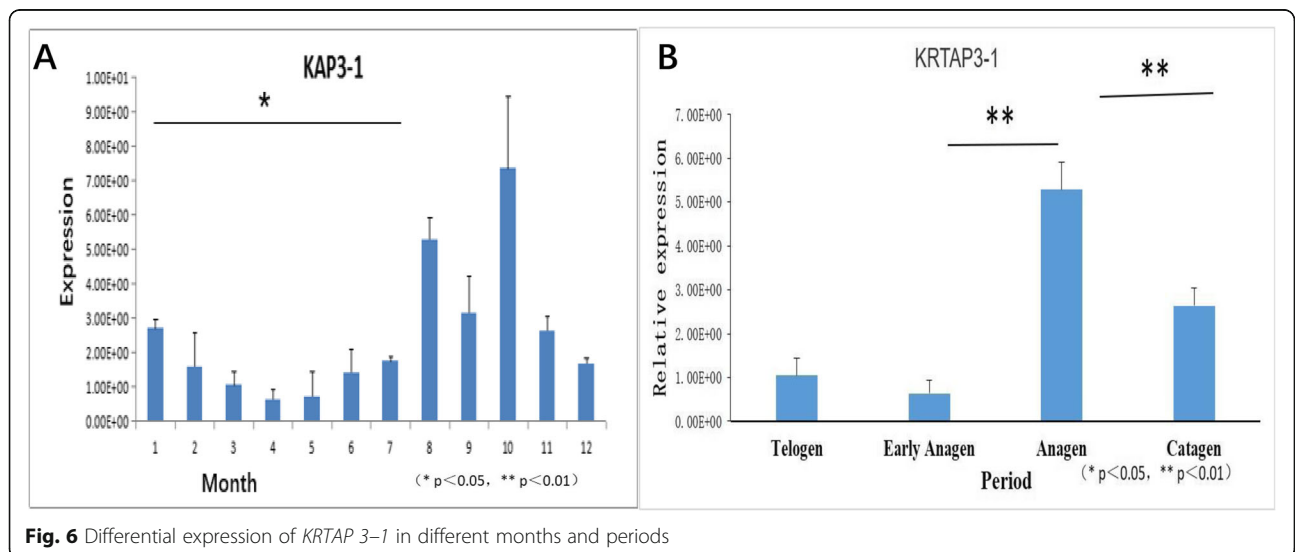 A
KAP3-1
*
1.00E+01
9.00E+00
8.00E+00
7.00E+00
6.00E+00
5.00E+00
4.00E+00
3.00E+00
2.00E+00
1.00E+00
0.00E+00
Expression
1 2 3 4 5 6 7 8 9 10 11 12
Month
(* p<0.05, ** p<0.01)
B
KRTAP3-1
**
**
7.00E+00
6.00E+00
5.00E+00
4.00E+00
3.00E+00
2.00E+00
1.00E+00
0.00E+00
Relative expression
Telogen Early Anagen Anagen Catagen
Period
(* p<0.05, ** p<0.01)
Fig. 6 Differential expression of KRTAP 3–1 in different months and periods